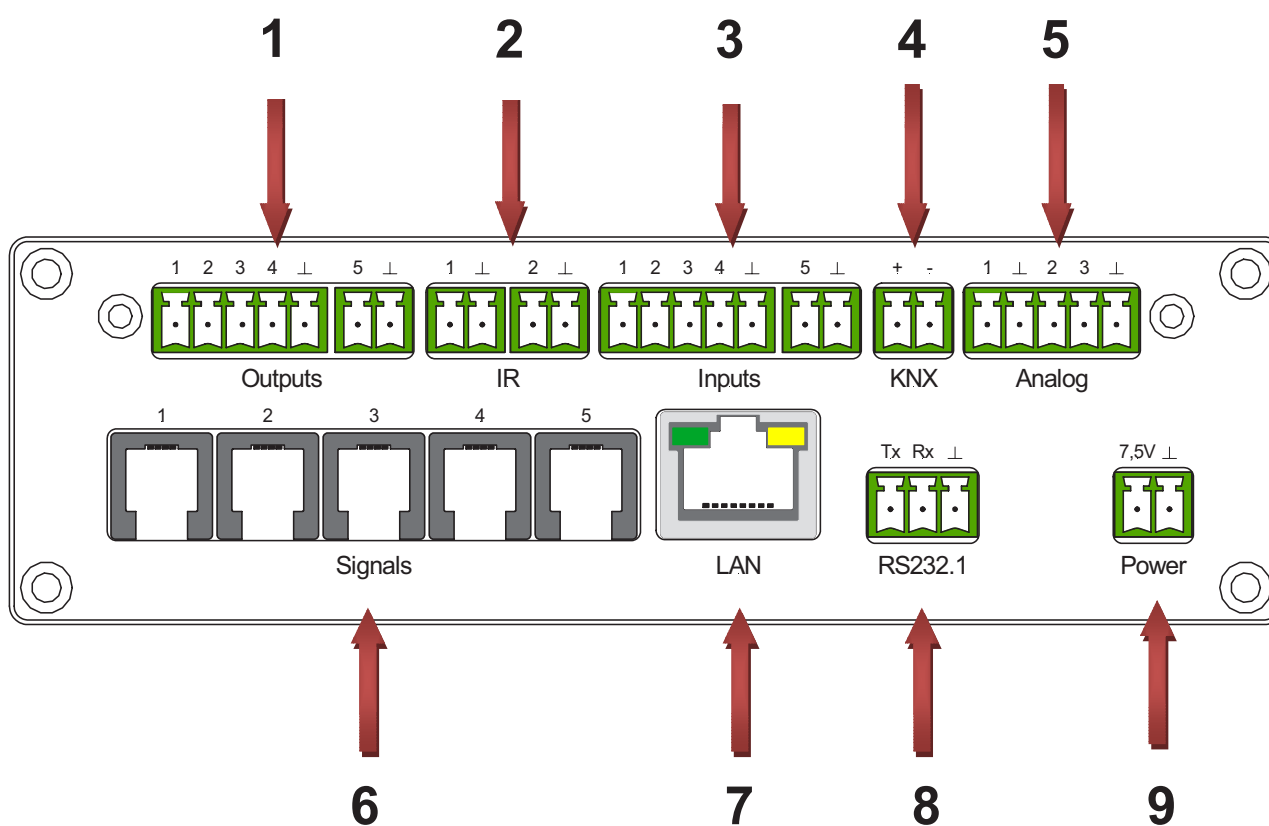 1 2 3 4 5
1 2 3 4 ⊥ 5 ⊥ 1 ⊥ 2 ⊥ 1 2 3 4 ⊥ 5 ⊥ + - 1 ⊥ 2 3 ⊥
Outputs IR Inputs KNX Analog
1 2 3 4 5
Tx Rx ⊥ 7,5V ⊥
Signals LAN RS232.1 Power
6 7 8 9